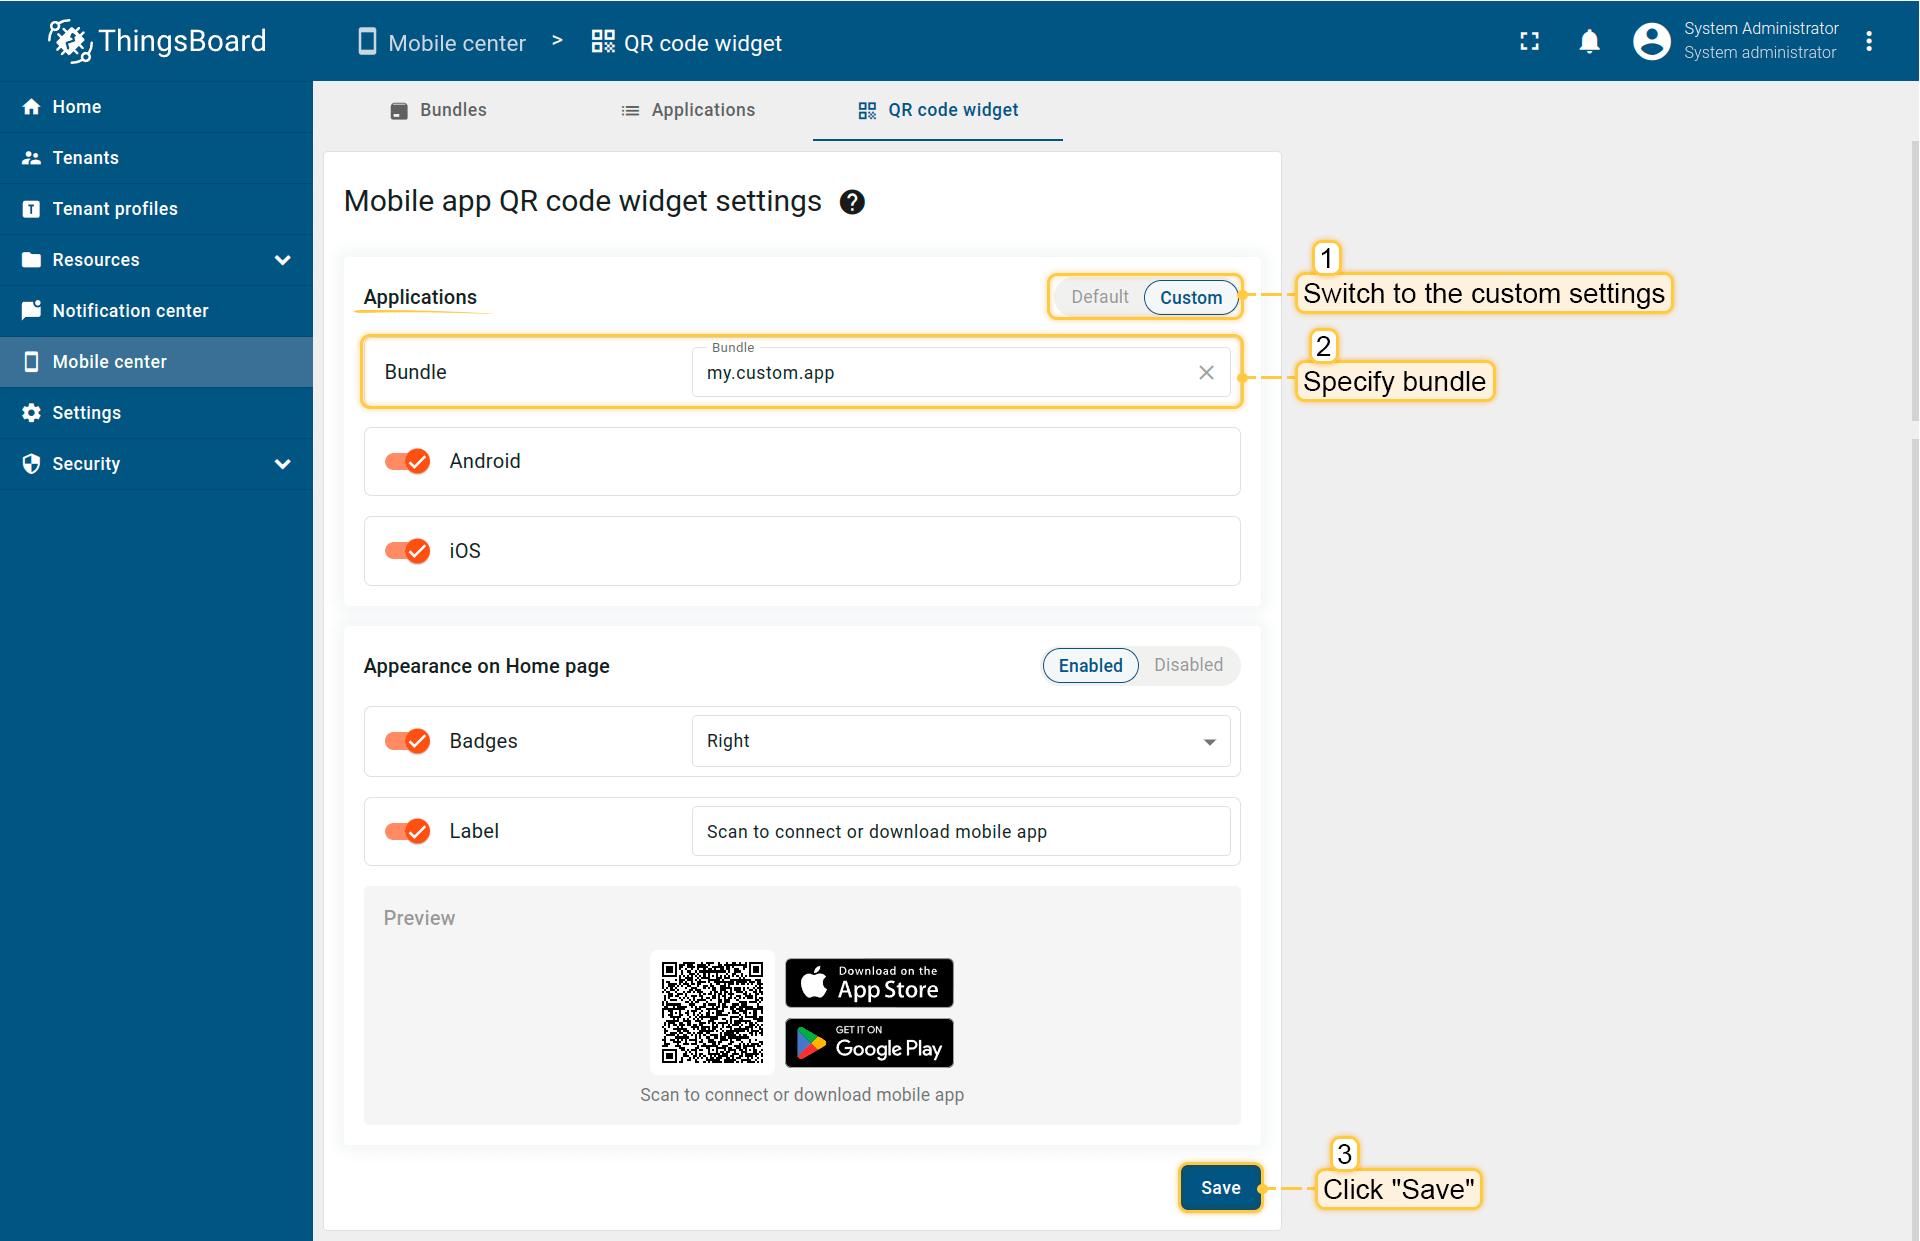 ThingsBoard
Mobile center > QR code widget
System Administrator
System administrator
Home
Tenants
Tenant profiles
Resources
Notification center
Mobile center
Settings
Security
Bundles
Applications
QR code widget
Mobile app QR code widget settings ?
Applications
Default
Custom
1
Switch to the custom settings
Bundle
Bundle
my.custom.app
2
Specify bundle
Android
iOS
Appearance on Home page
Enabled
Disabled
Badges
Right
Label
Scan to connect or download mobile app
Preview
Download on the
App Store
GET IT ON
Google Play
Scan to connect or download mobile app
Save
3
Click "Save"